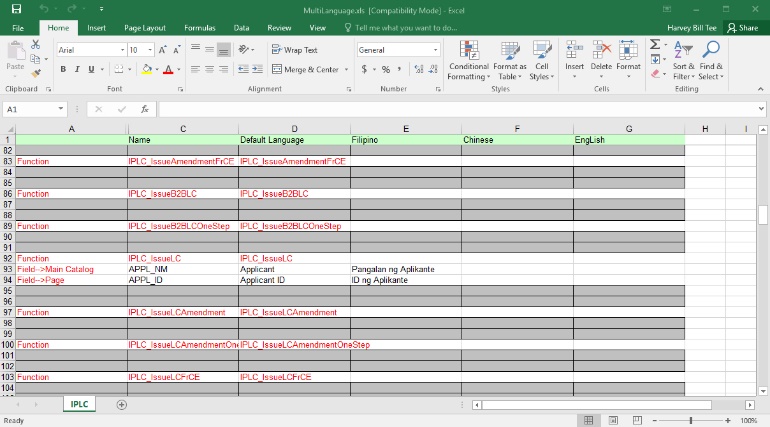 MultiLanguage.xls [Compatibility Mode] - Excel
File Home Insert Page Layout Formulas Data Review View Tell me what you want to do... Harvey Bill Tee Share
Paste Arial 10 A A Wrap Text General Conditional Formatting Format as Table Cell Styles Insert Delete Format Sort & Filter Find & Select
B I U A Merge & Center $ % ,
Clipboard Font Alignment Number Styles Cells Editing
A1 fx
A C D E F G H I
1 Name Default Language Filipino Chinese EngLish
82
83 Function IPLC_IssueAmendmentFrCE IPLC_IssueAmendmentFrCE
84
85
86 Function IPLC_IssueB2BLC IPLC_IssueB2BLC
87
88
89 Function IPLC_IssueB2BLCOneStep IPLC_IssueB2BLCOneStep
90
91
92 Function IPLC_IssueLC IPLC_IssueLC
93 Field-->Main Catalog APPL_NM Applicant Pangalan ng Aplikante
94 Field-->Page APPL_ID Applicant ID ID ng Aplikante
95
96
97 Function IPLC_IssueLCAmendment IPLC_IssueLCAmendment
98
99
100 Function IPLC_IssueLCAmendmentOn IPLC_IssueLCAmendmentOneStep
101
102
103 Function IPLC_IssueLCFrCE IPLC_IssueLCFrCE
104
IPLC
Ready 100%